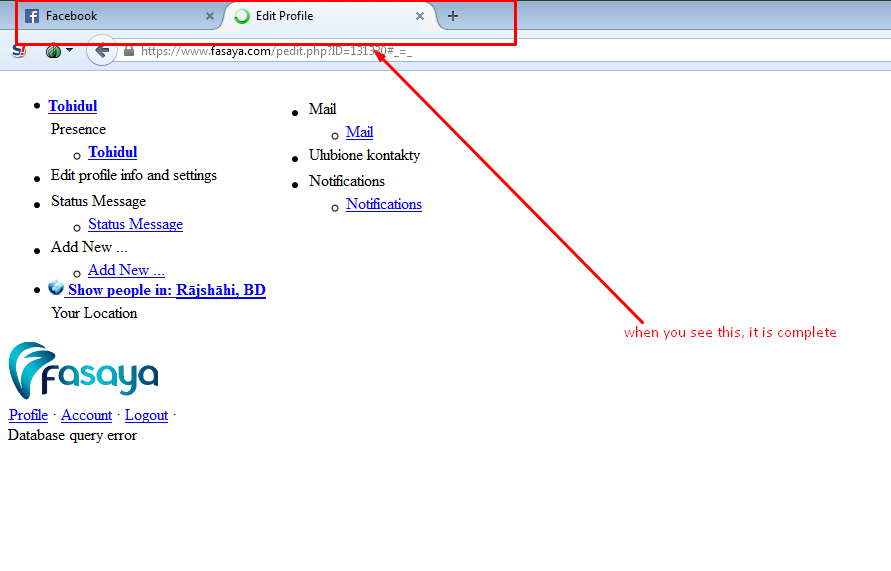 Facebook
Edit Profile
https://www.fasaya.com/pedit.php?ID=131320#_=_
Tohidul
Presence
Tohidul
Edit profile info and settings
Status Message
Status Message
Add New ...
Add New ...
Show people in: Rājshāhi, BD
Your Location
Mail
Mail
Ulubione kontakty
Notifications
Notifications
when you see this, it is complete
fasaya
Profile · Account · Logout ·
Database query error